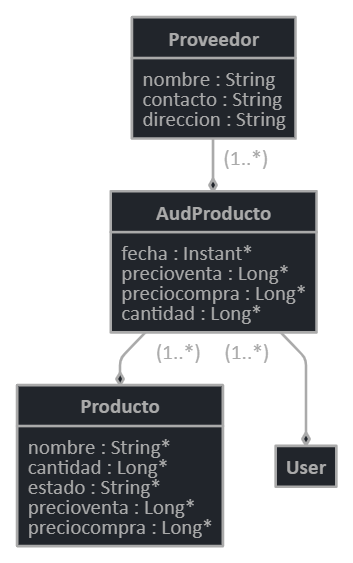 Proveedor
nombre : String
contacto : String
direccion : String
(1..*)
AudProducto
fecha : Instant*
precioventa : Long*
preciocompra : Long*
cantidad : Long*
(1..*) (1..*)
Producto
nombre : String*
cantidad : Long*
estado : String*
precioventa : Long*
preciocompra : Long*
User